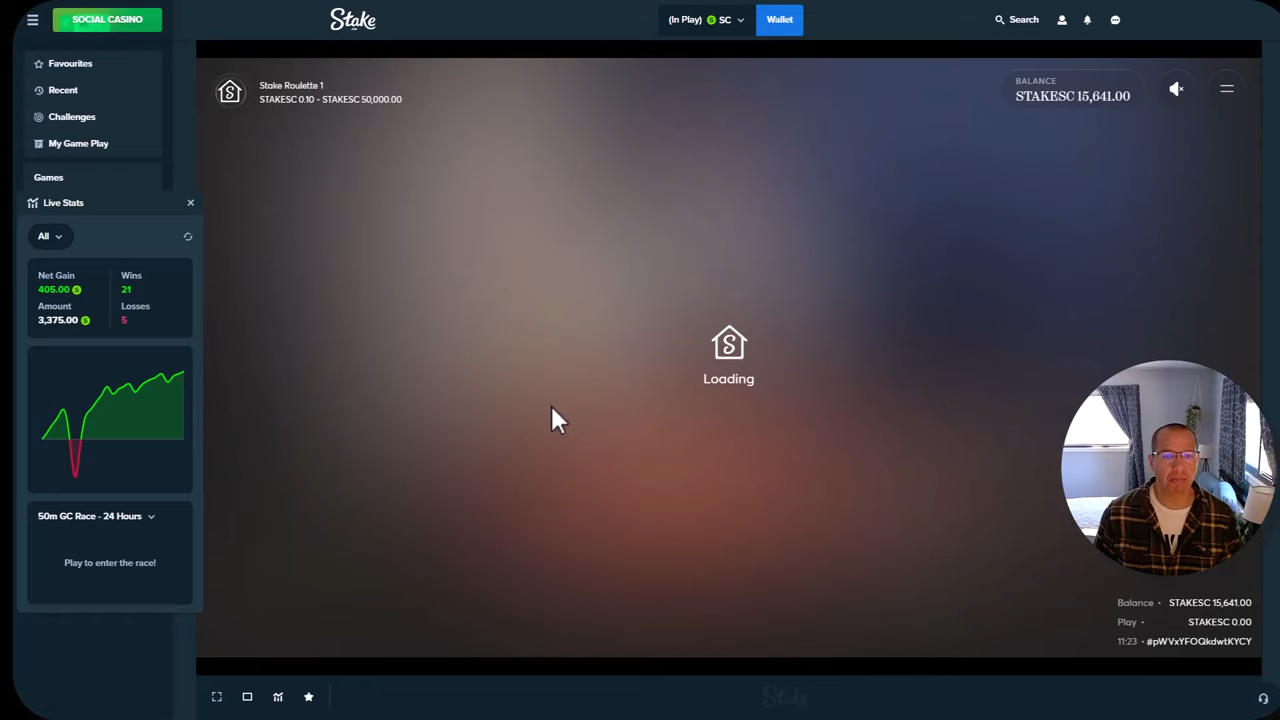 SOCIAL CASINO
Stake
(In Play) SC
Wallet
Search
Favourites
Recent
Challenges
My Game Play
Games
Live Stats
All
Net Gain
405.00
Wins
21
Amount
3,375.00
Losses
5
50m GC Race - 24 Hours
Play to enter the race!
Stake Roulette 1
STAKESC 0.10 - STAKESC 50,000.00
BALANCE
STAKESC 15,641.00
Loading
Balance • STAKESC 15,641.00
Play • STAKESC 0.00
11:23 • #pWVxYFOQkdwtKYCY
Stake